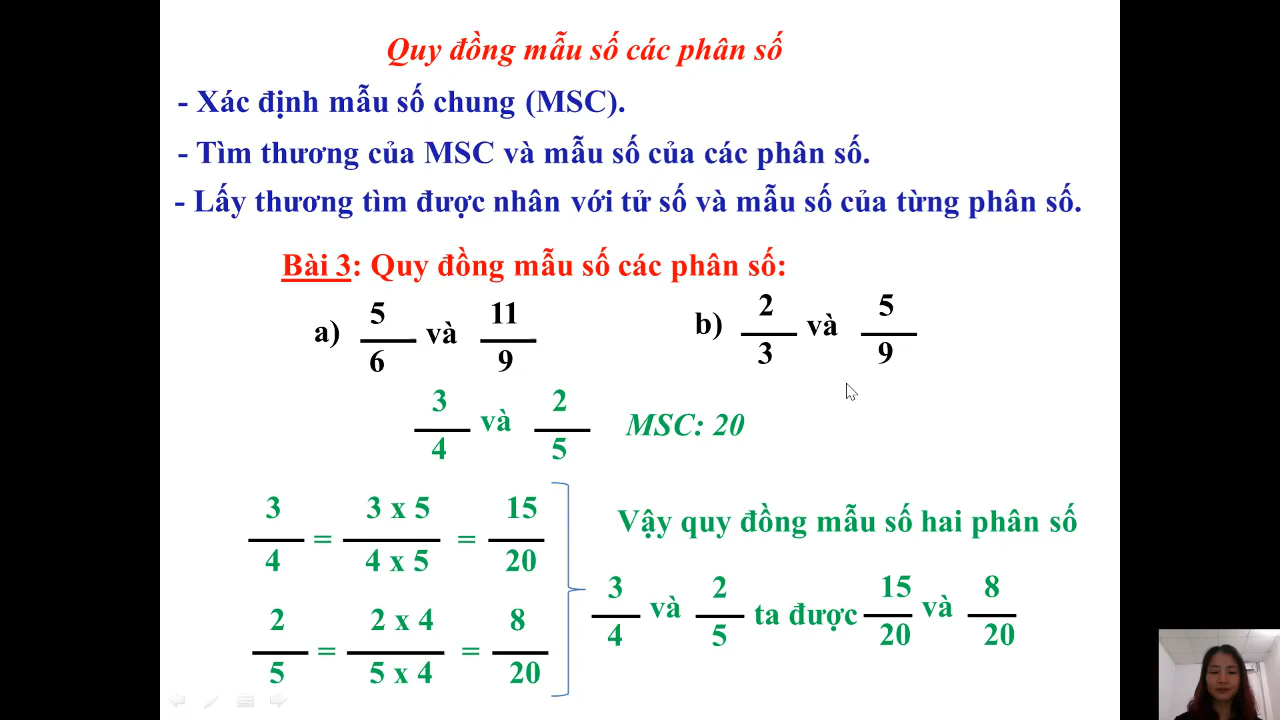 Quy đồng mẫu số các phân số
- Xác định mẫu số chung (MSC).
- Tìm thương của MSC và mẫu số của các phân số.
- Lấy thương tìm được nhân với tử số và mẫu số của từng phân số.
Bài 3: Quy đồng mẫu số các phân số:
a) 5/6 và 11/9
b) 2/3 và 5/9
3/4 và 2/5 MSC: 20
3/4 = 3 x 5/4 x 5 = 15/20
2/5 = 2 x 4/5 x 4 = 8/20
Vậy quy đồng mẫu số hai phân số
3/4 và 2/5 ta được 15/20 và 8/20